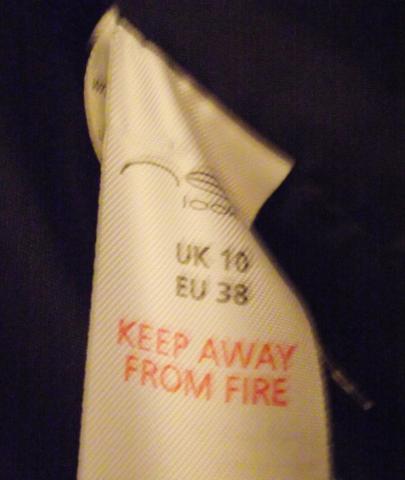 UK 10
EU 38
KEEP AWAY
FROM FIRE